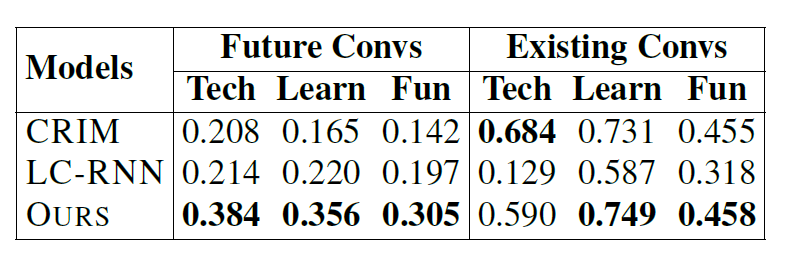 Models Future Convs Existing Convs
Tech Learn Fun Tech Learn Fun
CRIM 0.208 0.165 0.142 0.684 0.731 0.455
LC-RNN 0.214 0.220 0.197 0.129 0.587 0.318
OURS 0.384 0.356 0.305 0.590 0.749 0.458